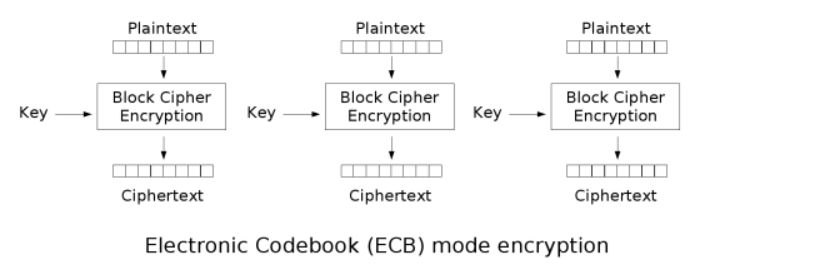 Plaintext Plaintext Plaintext
Key Block Cipher Encryption Key Block Cipher Encryption Key Block Cipher Encryption
Ciphertext Ciphertext Ciphertext
Electronic Codebook (ECB) mode encryption